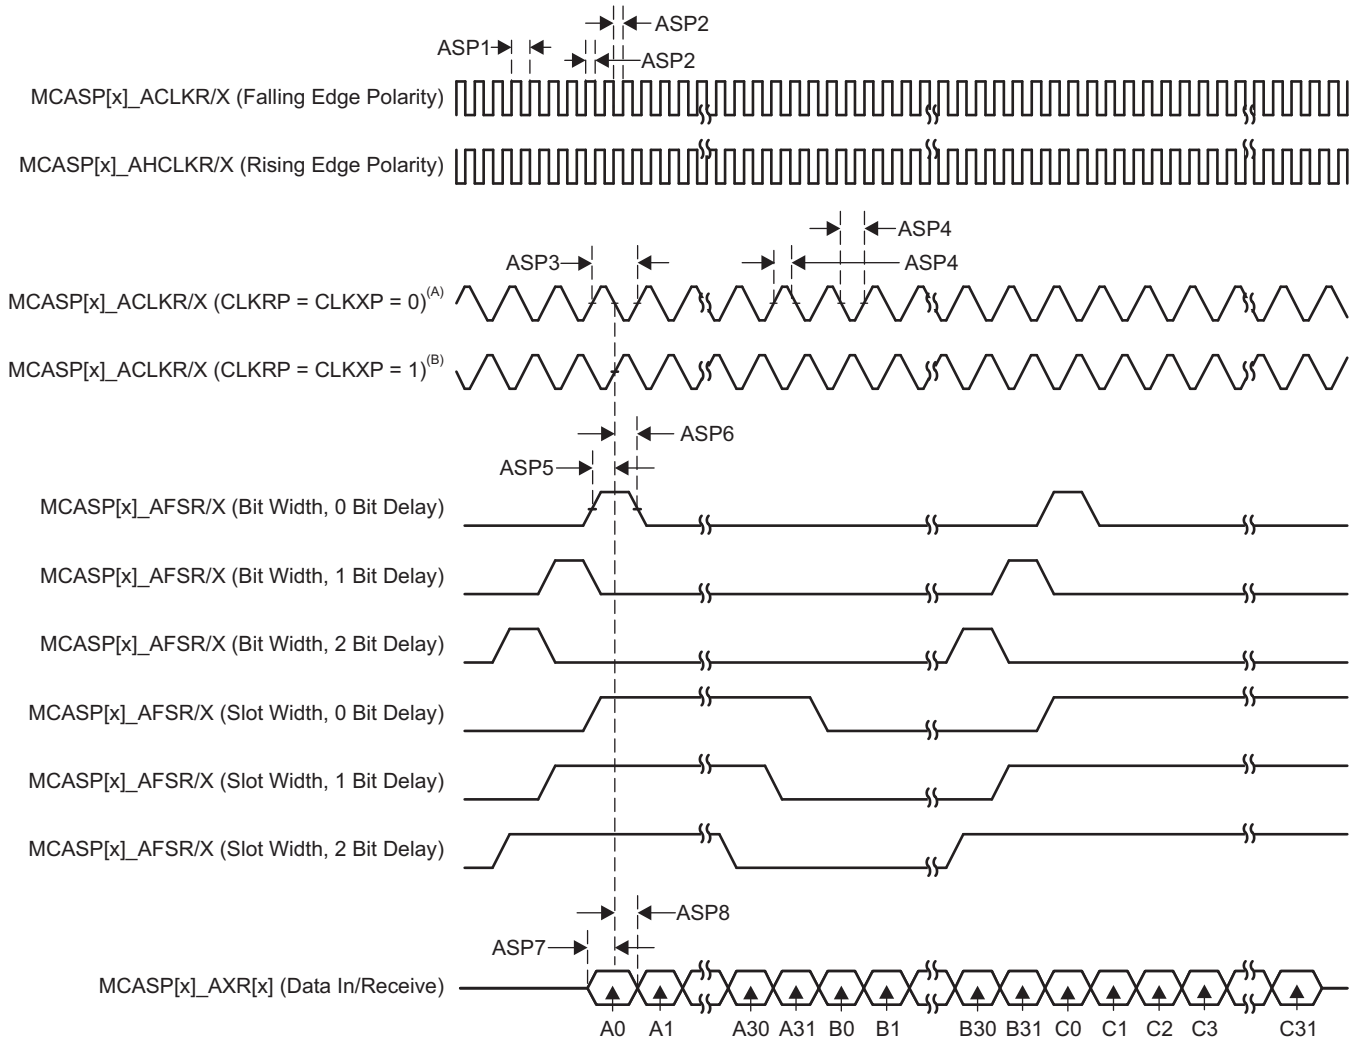 ASP2
ASP1
ASP2
MCASP[x]_ACLKR/X (Falling Edge Polarity)
MCASP[x]_AHCLKR/X (Rising Edge Polarity)
ASP4
ASP3
ASP4
MCASP[x]_ACLKR/X (CLKRP = CLKXP = 0)(A)
MCASP[x]_ACLKR/X (CLKRP = CLKXP = 1)(B)
ASP6
ASP5
MCASP[x]_AFSR/X (Bit Width, 0 Bit Delay)
MCASP[x]_AFSR/X (Bit Width, 1 Bit Delay)
MCASP[x]_AFSR/X (Bit Width, 2 Bit Delay)
MCASP[x]_AFSR/X (Slot Width, 0 Bit Delay)
MCASP[x]_AFSR/X (Slot Width, 1 Bit Delay)
MCASP[x]_AFSR/X (Slot Width, 2 Bit Delay)
ASP8
ASP7
MCASP[x]_AXR[x] (Data In/Receive)
A0 A1 A30 A31 B0 B1 B30 B31 C0 C1 C2 C3 C31